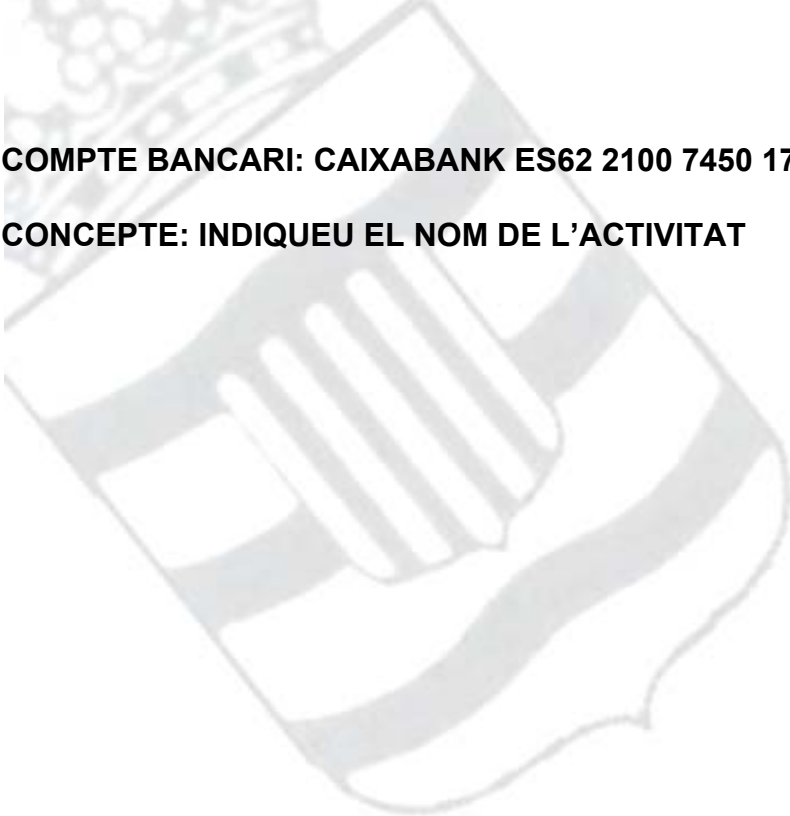 COMPTE BANCARI: CAIXABANK ES62 2100 7450 17
CONCEPTE: INDIQUEU EL NOM DE L’ACTIVITAT